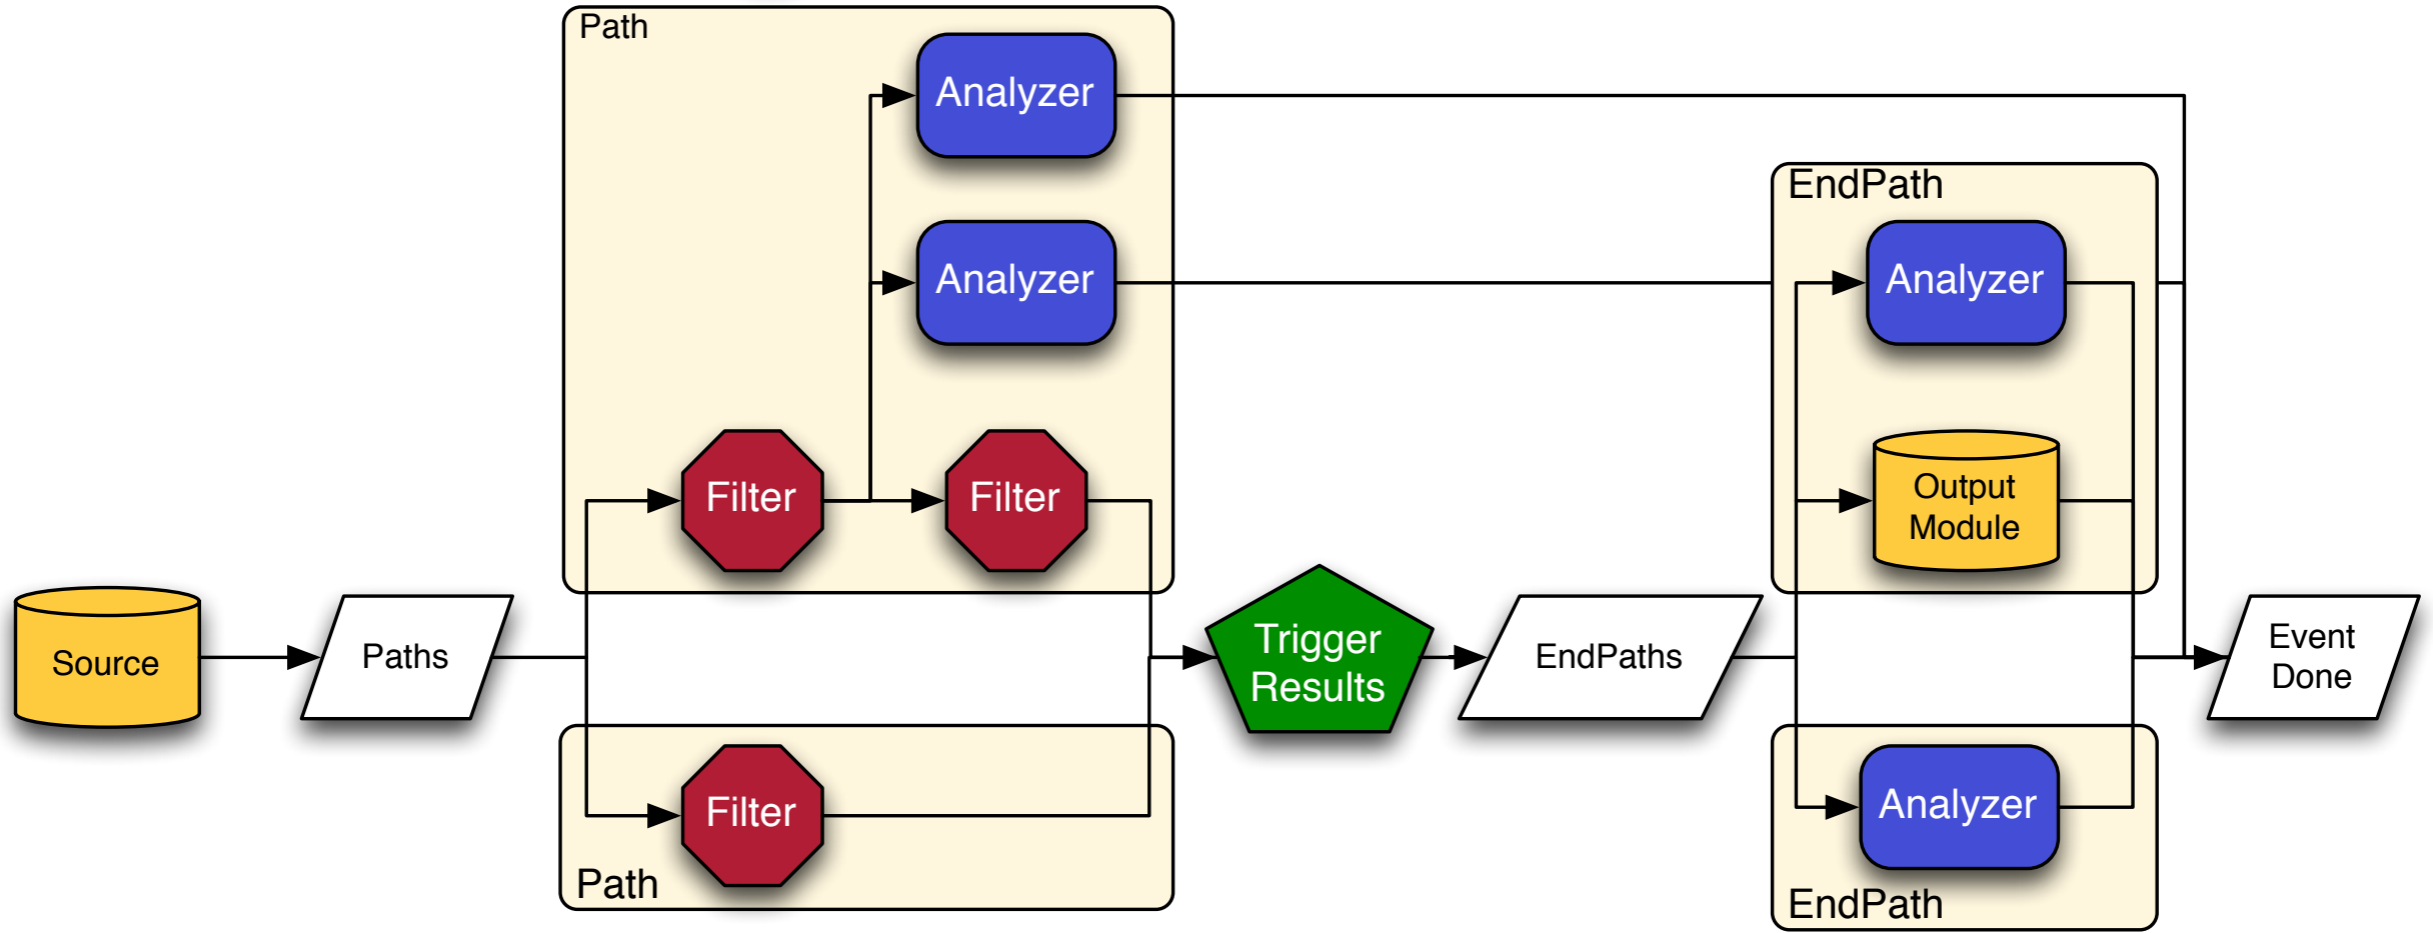 Path
Analyzer
Analyzer
Filter
Filter
Source
Paths
Filter
Path
Trigger
Results
EndPaths
EndPath
Analyzer
Output
Module
Analyzer
EndPath
Event
Done